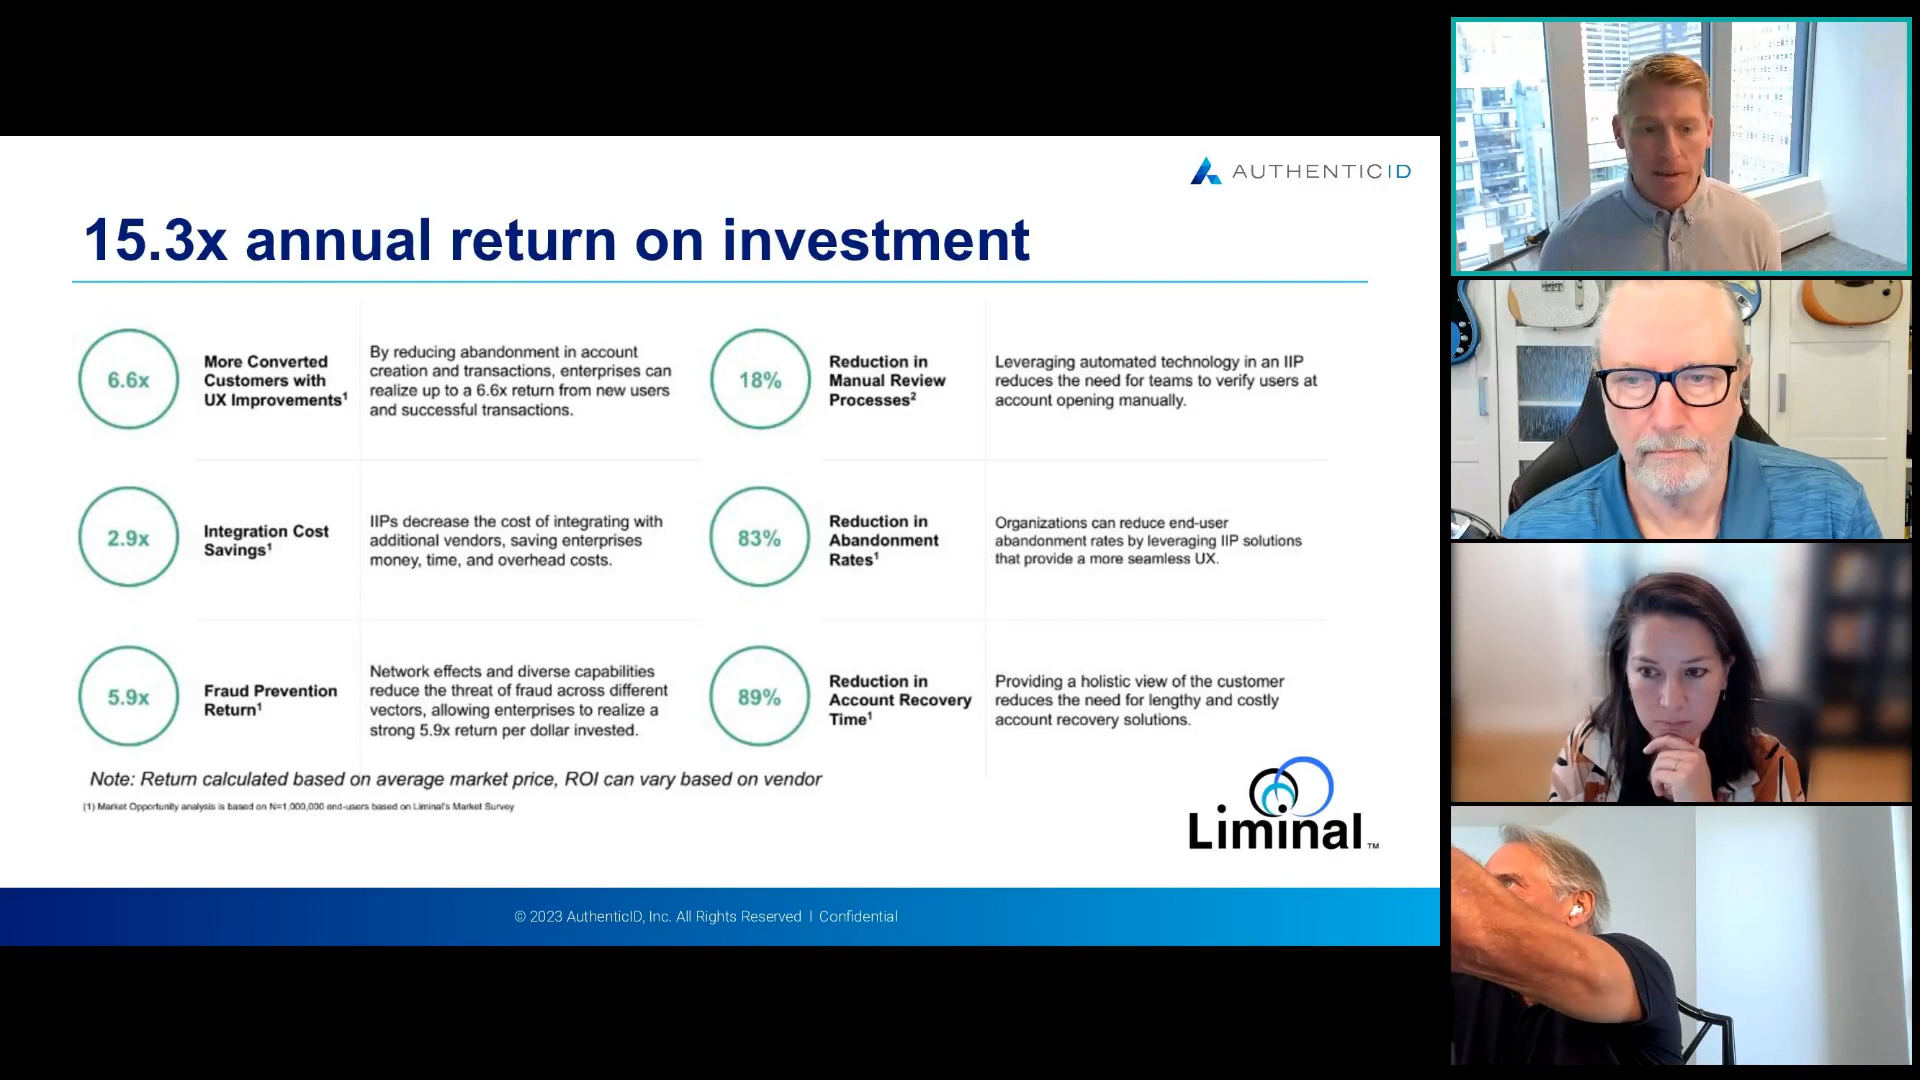 AUTHENTICID
15.3x annual return on investment
6.6x
More Converted
Customers with
UX Improvements¹
By reducing abandonment in account
creation and transactions, enterprises can
realize up to a 6.6x return from new users
and successful transactions.
18%
Reduction in
Manual Review
Processes²
Leveraging automated technology in an IIP
reduces the need for teams to verify users at
account opening manually.
2.9x
Integration Cost
Savings¹
IIPs decrease the cost of integrating with
additional vendors, saving enterprises
money, time, and overhead costs.
83%
Reduction in
Abandonment
Rates¹
Organizations can reduce end-user
abandonment rates by leveraging IIP solutions
that provide a more seamless UX.
5.9x
Fraud Prevention
Return¹
Network effects and diverse capabilities
reduce the threat of fraud across different
vectors, allowing enterprises to realize a
strong 5.9x return per dollar invested.
89%
Reduction in
Account Recovery
Time¹
Providing a holistic view of the customer
reduces the need for lengthy and costly
account recovery solutions.
Note: Return calculated based on average market price, ROI can vary based on vendor
(1) Market Opportunity analysis is based on N=1,000,000 end-users based on Liminal's Market Survey
Liminal™
© 2023 AuthenticID, Inc. All Rights Reserved | Confidential